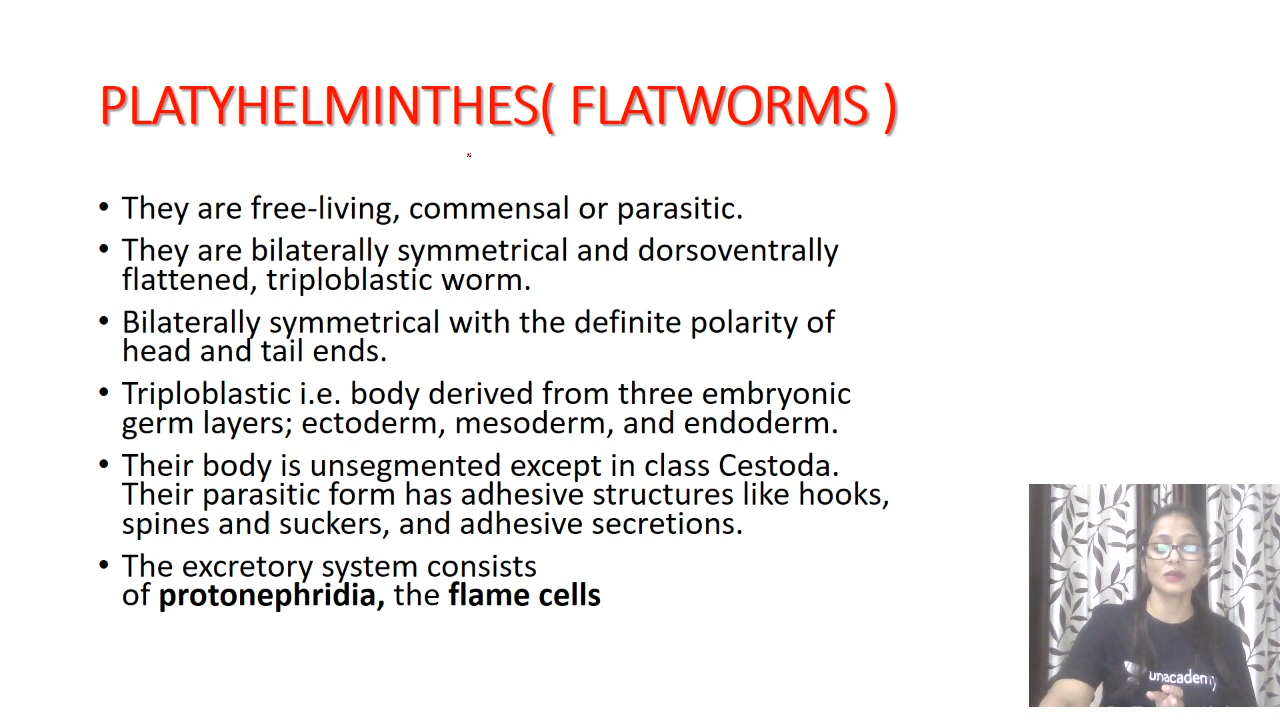 PLATYHELMINTHES( FLATWORMS )
• They are free-living, commensal or parasitic.
• They are bilaterally symmetrical and dorsoventrally
flattened, triploblastic worm.
• Bilaterally symmetrical with the definite polarity of
head and tail ends.
• Triploblastic i.e. body derived from three embryonic
germ layers; ectoderm, mesoderm, and endoderm.
• Their body is unsegmented except in class Cestoda.
Their parasitic form has adhesive structures like hooks,
spines and suckers, and adhesive secretions.
• The excretory system consists
of protonephridia, the flame cells
unacademy